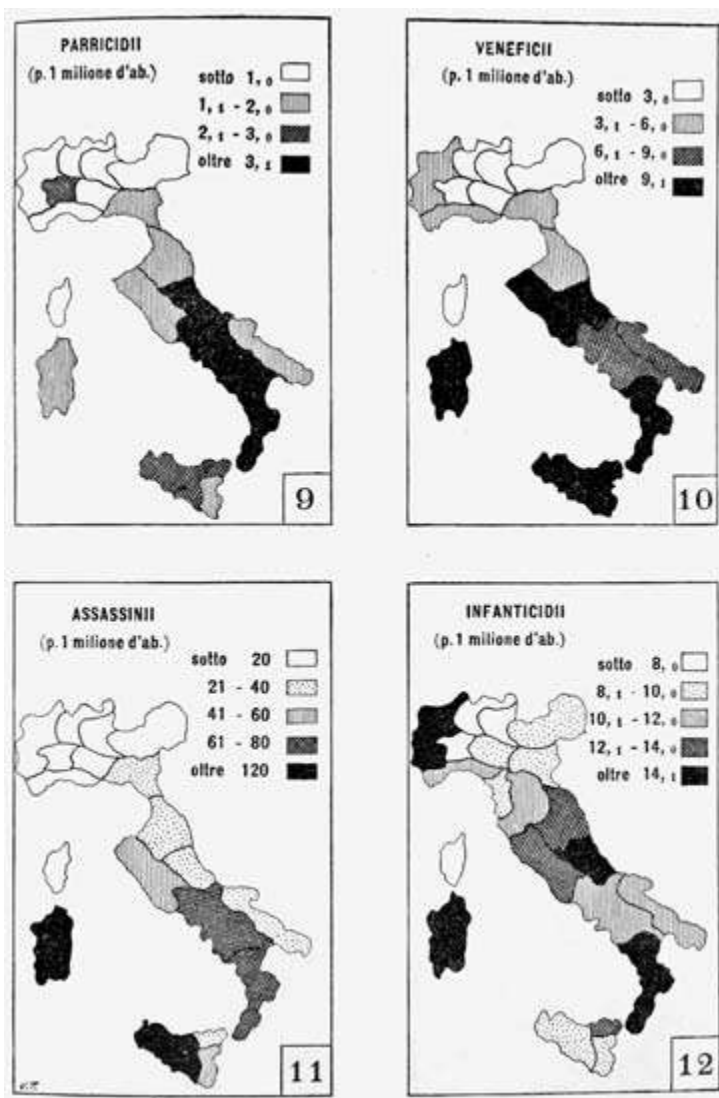 PARRICIDII
(p. 1 milione d'ab.)
sotto 1,0
1,1 - 2,0
2,1 - 3,0
oltre 3,1
9
VENEFICII
(p. 1 milione d'ab.)
sotto 3,0
3,1 - 6,0
6,1 - 9,0
oltre 9,1
10
ASSASSINII
(p. 1 milione d'ab.)
sotto 20
21 - 40
41 - 60
61 - 80
oltre 120
11
INFANTICIDII
(p. 1 milione d'ab.)
sotto 8,0
8,1 - 10,0
10,1 - 12,0
12,1 - 14,0
oltre 14,1
12